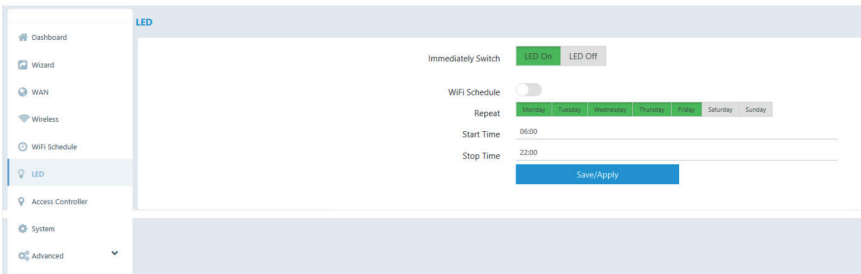 LED
Dashboard
Wizard
WAN
Wireless
WiFi Schedule
LED
Access Controller
System
Advanced
Immediately Switch LED On LED Off
WiFi Schedule
Repeat Monday Tuesday Wednesday Thursday Friday Saturday Sunday
Start Time 06:00
Stop Time 22:00
Save/Apply